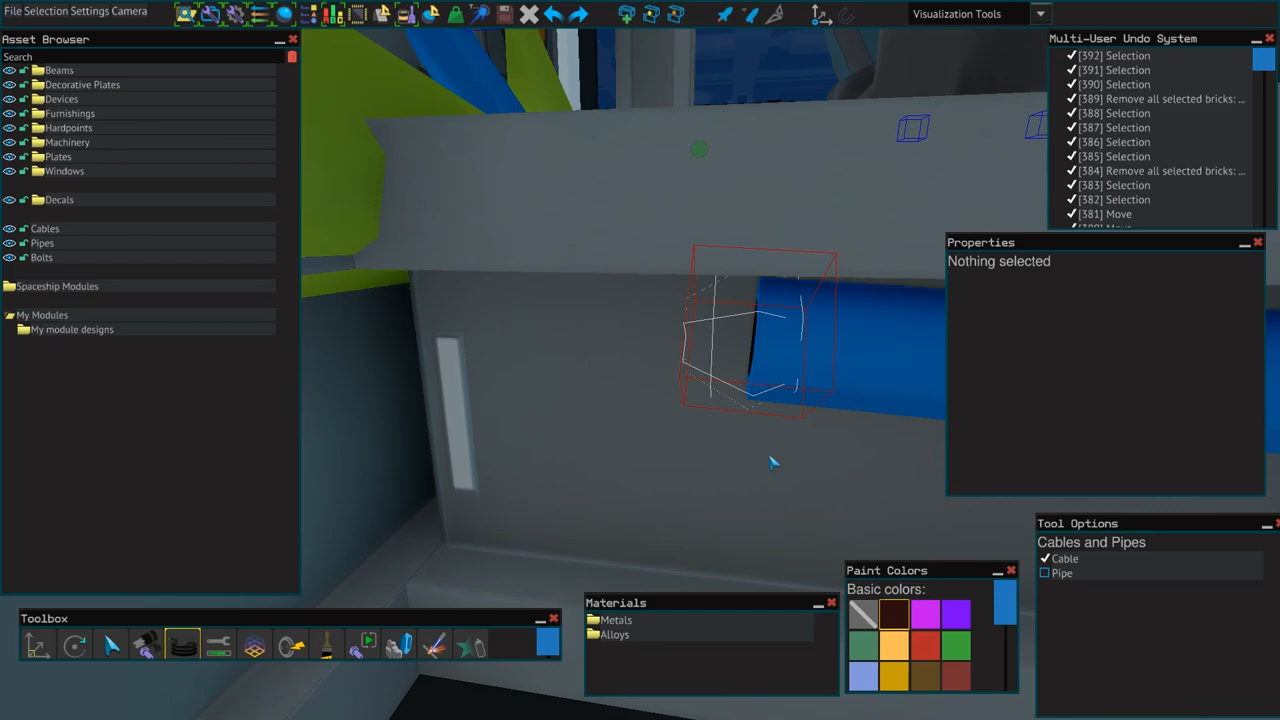 File Selection Settings Camera
Visualization Tools
Asset Browser
Search
Beams
Decorative Plates
Devices
Furnishings
Hardpoints
Machinery
Plates
Windows
Decals
Cables
Pipes
Bolts
Spaceship Modules
My Modules
My module designs
Multi-User Undo System
[392] Selection
[391] Selection
[390] Selection
[389] Remove all selected bricks: ...
[388] Selection
[387] Selection
[386] Selection
[385] Selection
[384] Remove all selected bricks: ...
[383] Selection
[382] Selection
[381] Move
Properties
Nothing selected
Tool Options
Cables and Pipes
Cable
Pipe
Paint Colors
Basic colors:
Materials
Metals
Alloys
Toolbox